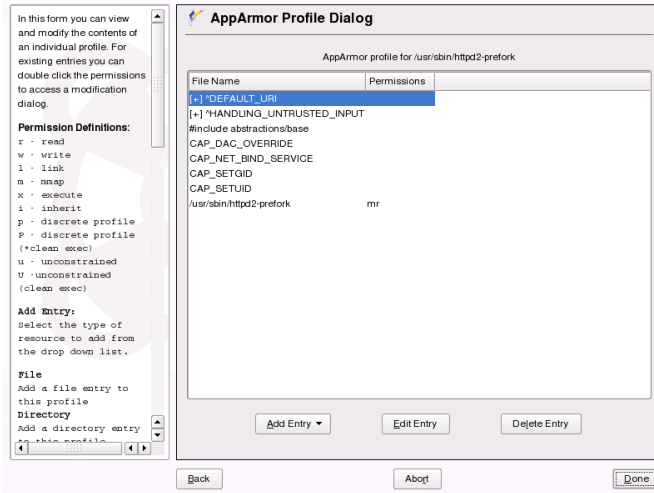 In this form you can view
and modify the contents of
an individual profile. For
existing entries you can
double click the permissions
to access a modification
dialog.
Permission Definitions:
r - read
w - write
l - link
m - mmap
x - execute
i - inherit
p - discrete profile
P - discrete profile
(*clean exec)
u - unconstrained
U -unconstrained
(clean exec)
Add Entry:
Select the type of
resource to add from
the drop down list.
File
Add a file entry to
this profile
Directory
Add a directory entry
to this profile
AppArmor Profile Dialog
AppArmor profile for /usr/sbin/httpd2-prefork
File Name Permissions
[+] ^DEFAULT_URI
[+] ^HANDLING_UNTRUSTED_INPUT
#include abstractions/base
CAP_DAC_OVERRIDE
CAP_NET_BIND_SERVICE
CAP_SETGID
CAP_SETUID
/usr/sbin/httpd2-prefork mr
Add Entry Edit Entry Delete Entry
Back Abort Done